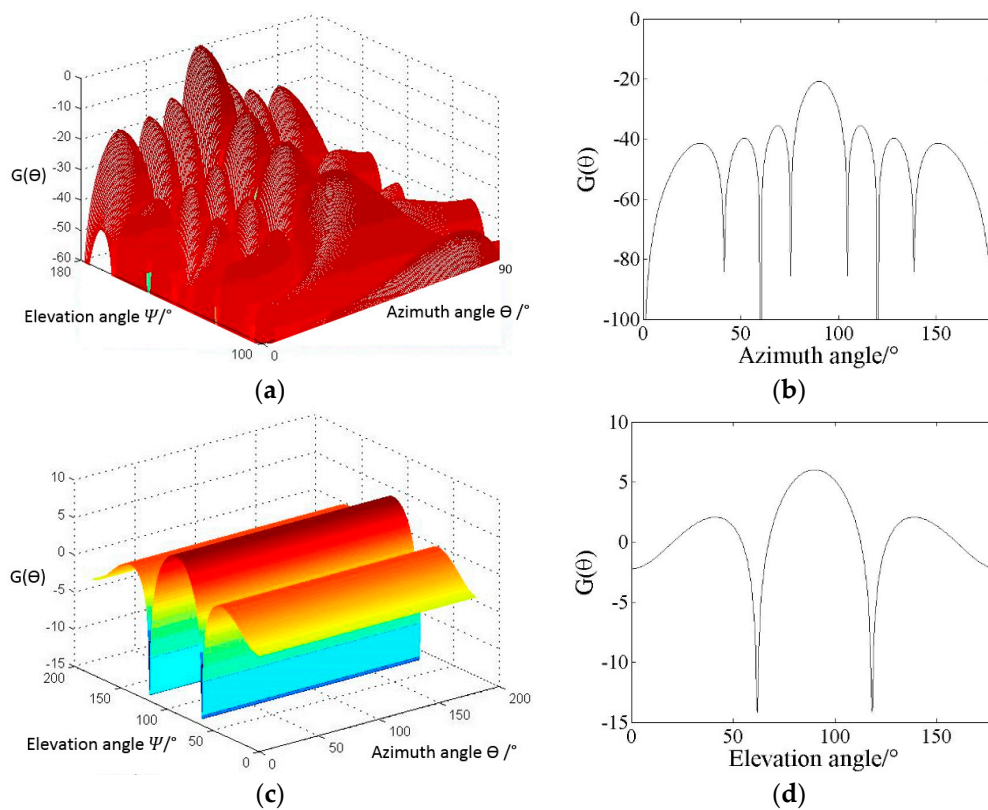 0
-10
-20
-30
-40
-50
-60
G(Θ)
180
Elevation angle Ψ/°
100
0
Azimuth angle Θ /°
90
(a)
0
-20
-40
-60
-80
-100
G(θ)
0 50 100 150
Azimuth angle/°
(b)
10
5
0
-5
-10
-15
G(Θ)
200
150
100
50
0
Elevation angle Ψ/°
0
50
100
150
200
Azimuth angle Θ /°
(c)
10
5
0
-5
-10
-15
G(θ)
0 50 100 150
Elevation angle/°
(d)